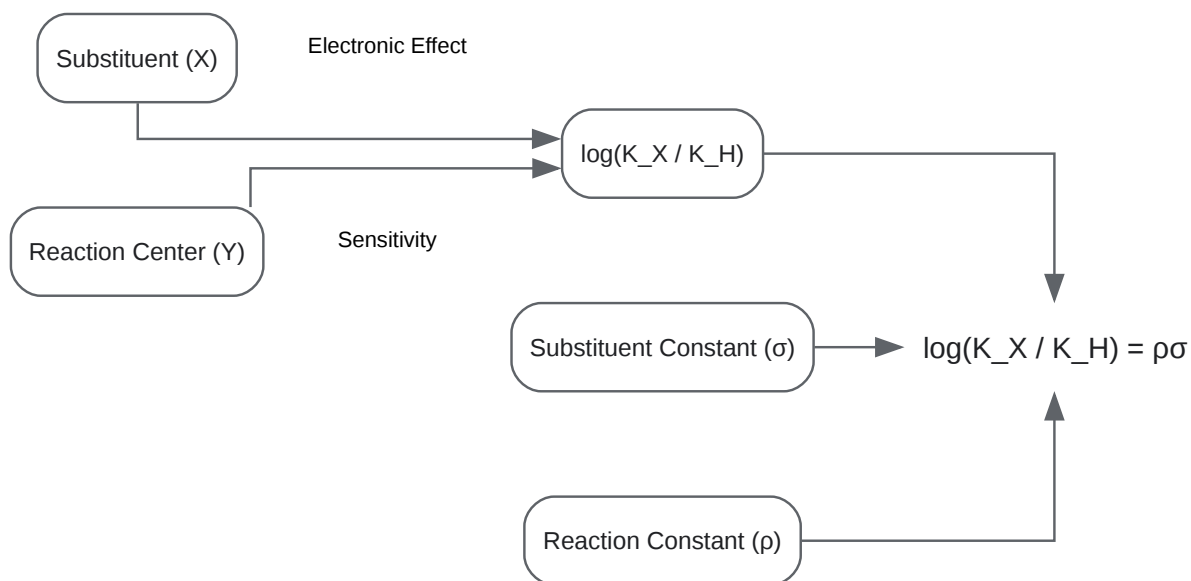 Substituent (X)
Electronic Effect
log(K_X / K_H)
Reaction Center (Y)
Sensitivity
Substituent Constant (σ)
log(K_X / K_H) = ρσ
Reaction Constant (ρ)